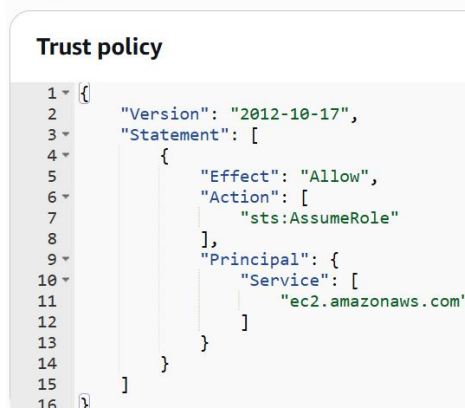 Trust policy
1 {
2 "Version": "2012-10-17",
3 "Statement": [
4 {
5 "Effect": "Allow",
6 "Action": [
7 "sts:AssumeRole"
8 ],
9 "Principal": {
10 "Service": [
11 "ec2.amazonaws.com"
12 ]
13 }
14 }
15 ]
16 }